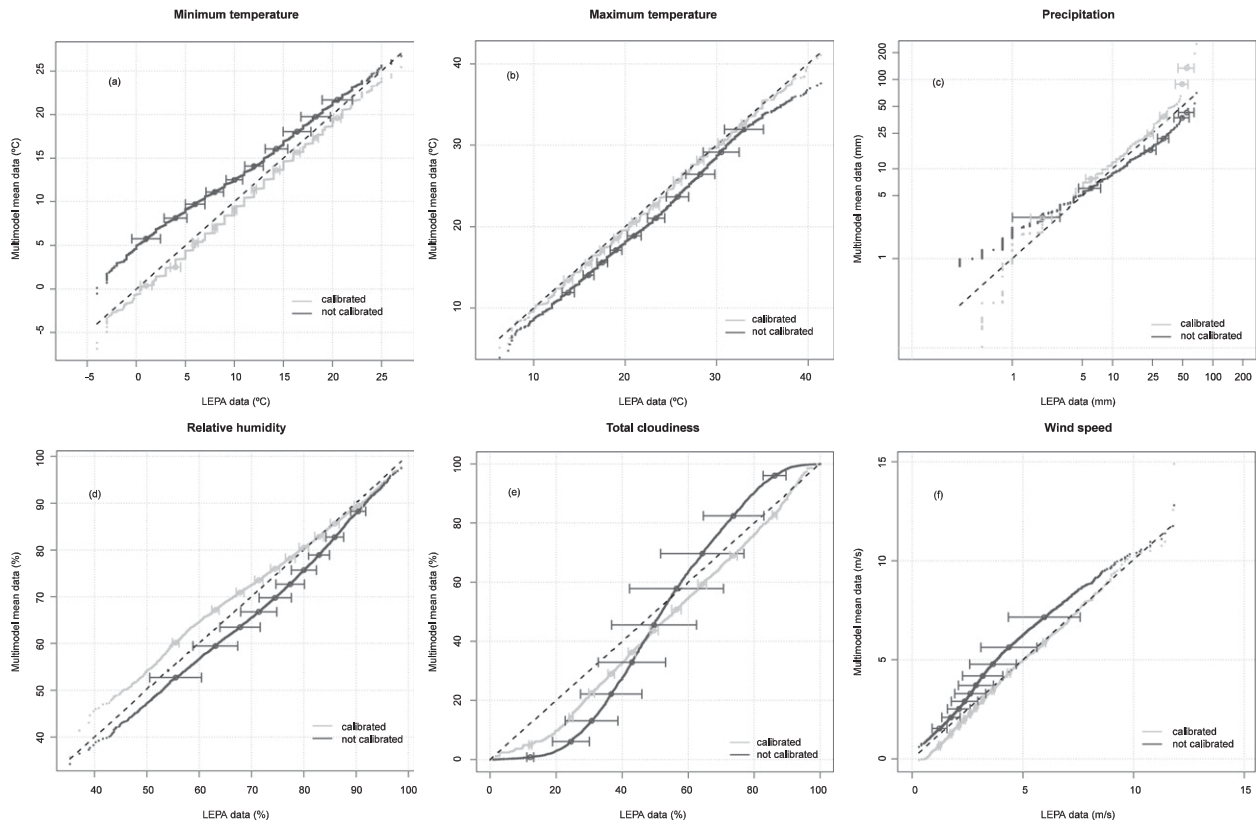 Minimum temperature
Maximum temperature
Precipitation
(a)
(b)
(c)
Multimodel mean data (ºC)
25
20
15
10
5
0
-5
-5
0
5
10
15
20
25
calibrated
not calibrated
LEPA data (ºC)
Multimodel mean data (ºC)
40
30
20
10
10
20
30
40
calibrated
not calibrated
LEPA data (ºC)
Multimodel mean data (mm)
200
100
50
25
10
5
1
1
5
10
25
50
100
200
calibrated
not calibrated
LEPA data (mm)
Relative humidity
Total cloudiness
Wind speed
(d)
(e)
(f)
Multimodel mean data (%)
100
90
80
70
60
50
40
40
50
60
70
80
90
100
calibrated
not calibrated
LEPA data (%)
Multimodel mean data (%)
100
80
60
40
20
0
0
20
40
60
80
100
calibrated
not calibrated
LEPA data (%)
Multimodel mean data (m/s)
15
10
5
0
0
5
10
15
calibrated
not calibrated
LEPA data (m/s)